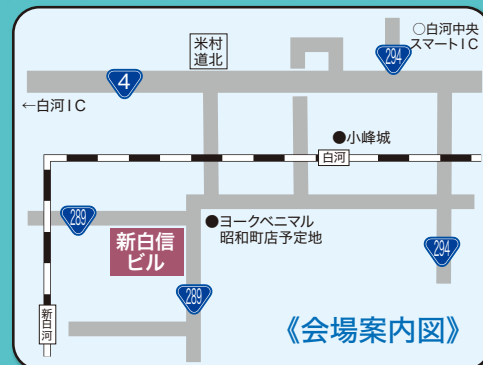 ○白河中央
スマートIC
米村
道北
294
4
←白河IC
●小峰城
白河
289
●ヨークベニマル
昭和町店予定地
新白信
ビル
294
289
新白河
《会場案内図》